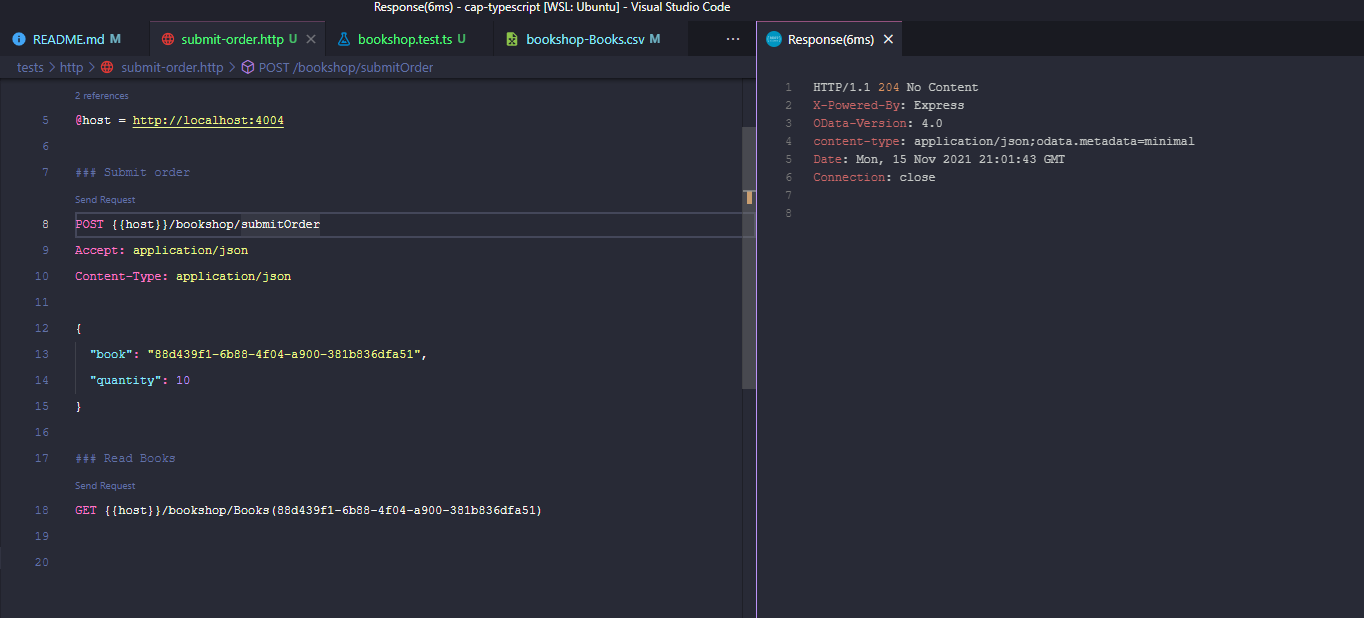 Response(6ms) - cap-typescript [WSL: Ubuntu] - Visual Studio Code
README.md M submit-order.http U bookshop.test.ts U bookshop-Books.csv M ···
tests > http > submit-order.http > POST /bookshop/submitOrder
2 references
5 @host = http://localhost:4004
6
7 ### Submit order
Send Request
8 POST {{host}}/bookshop/submitOrder
9 Accept: application/json
10 Content-Type: application/json
11
12 {
13 "book": "88d439f1-6b88-4f04-a900-381b836dfa51",
14 "quantity": 10
15 }
16
17 ### Read Books
Send Request
18 GET {{host}}/bookshop/Books(88d439f1-6b88-4f04-a900-381b836dfa51)
19
20
Response(6ms)
1 HTTP/1.1 204 No Content
2 X-Powered-By: Express
3 OData-Version: 4.0
4 content-type: application/json;odata.metadata=minimal
5 Date: Mon, 15 Nov 2021 21:01:43 GMT
6 Connection: close
7
8